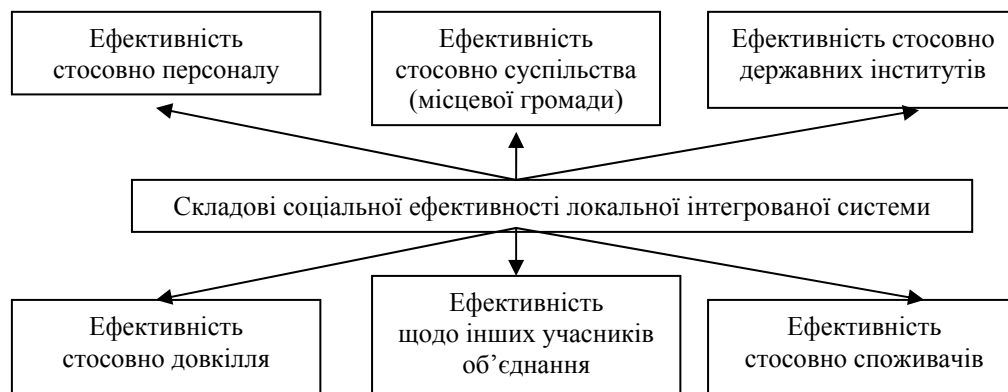 Ефективність
стосовно персоналу
Ефективність
стосовно суспільства
(місцевої громади)
Ефективність стосовно
державних інститутів
Складові соціальної ефективності локальної інтегрованої системи
Ефективність
стосовно довкілля
Ефективність
щодо інших учасників
об’єднання
Ефективність
стосовно споживачів